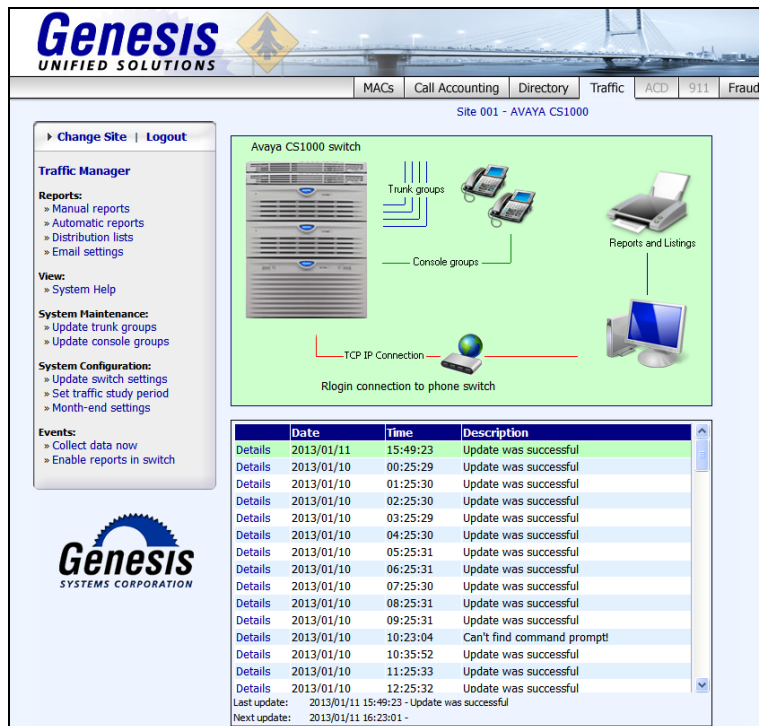 Genesis
UNIFIED SOLUTIONS
MACs Call Accounting Directory Traffic ACD 911 Fraud
Site 001 - AVAYA CS1000
Change Site | Logout
Traffic Manager
Reports:
» Manual reports
» Automatic reports
» Distribution lists
» Email settings
View:
» System Help
System Maintenance:
» Update trunk groups
» Update console groups
System Configuration:
» Update switch settings
» Set traffic study period
» Month-end settings
Events:
» Collect data now
» Enable reports in switch
Genesis
SYSTEMS CORPORATION
Avaya CS1000 switch
Trunk groups
Console groups
Reports and Listings
TCP IP Connection
Rlogin connection to phone switch
Date Time Description
Details 2013/01/11 15:49:23 Update was successful
Details 2013/01/10 00:25:29 Update was successful
Details 2013/01/10 01:25:30 Update was successful
Details 2013/01/10 02:25:30 Update was successful
Details 2013/01/10 03:25:29 Update was successful
Details 2013/01/10 04:25:30 Update was successful
Details 2013/01/10 05:25:31 Update was successful
Details 2013/01/10 06:25:31 Update was successful
Details 2013/01/10 07:25:30 Update was successful
Details 2013/01/10 08:25:31 Update was successful
Details 2013/01/10 09:25:31 Update was successful
Details 2013/01/10 10:23:04 Can't find command prompt!
Details 2013/01/10 10:35:52 Update was successful
Details 2013/01/10 11:25:33 Update was successful
Details 2013/01/10 12:25:32 Update was successful
Last update: 2013/01/11 15:49:23 - Update was successful
Next update: 2013/01/11 16:23:01 -